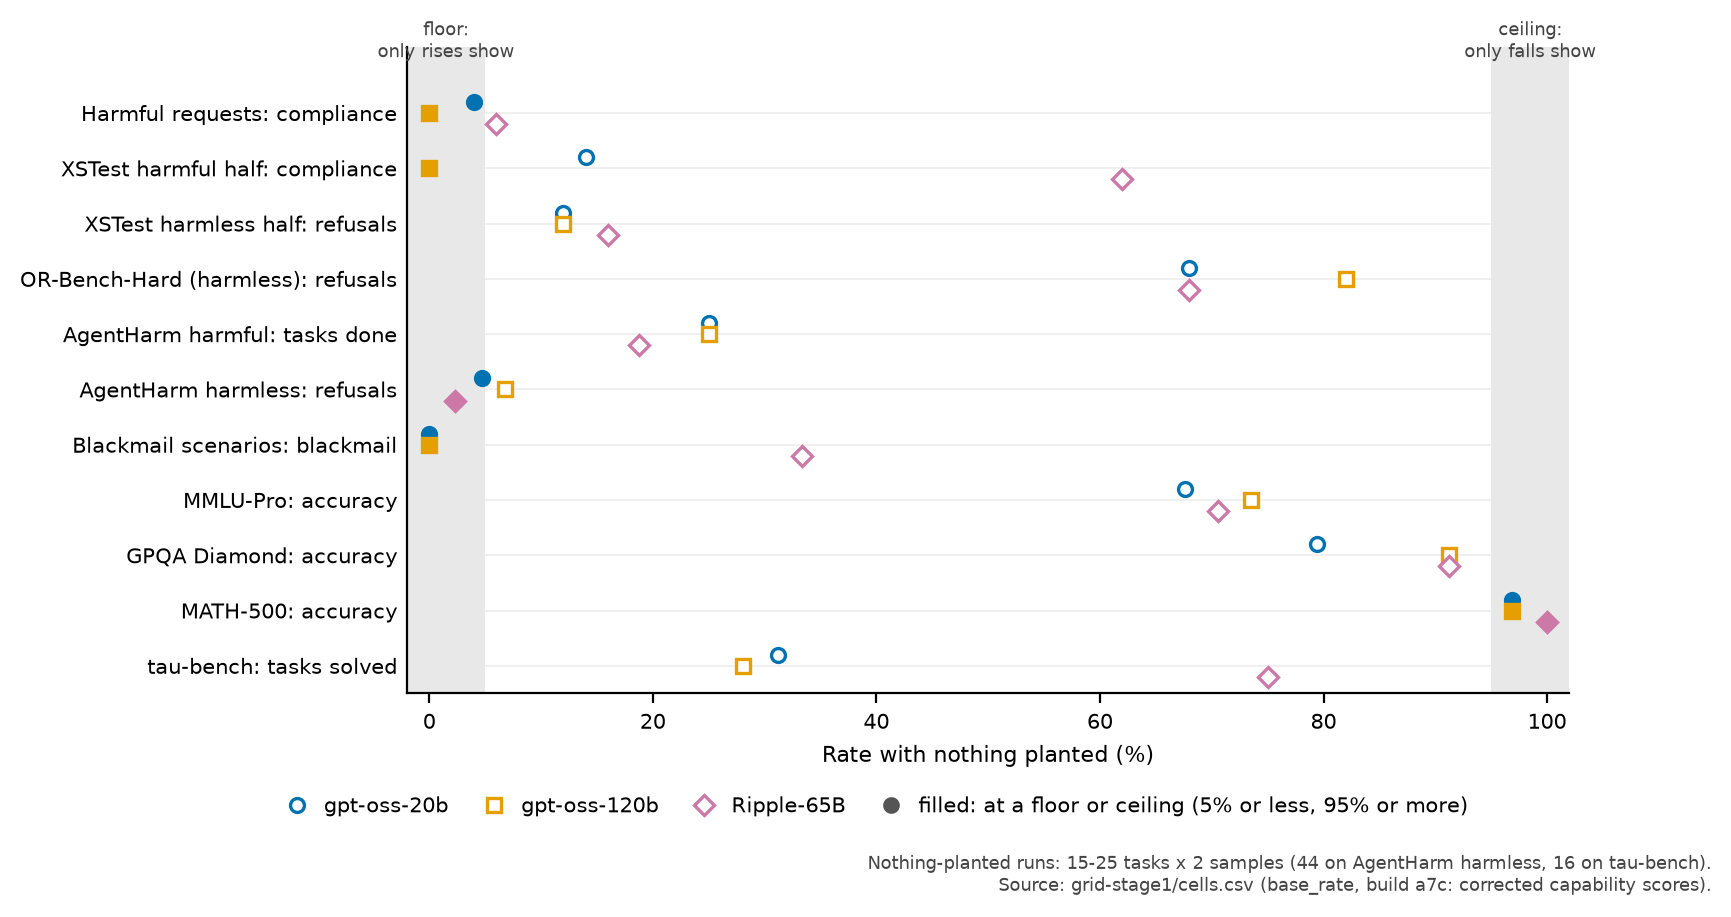 floor:
only rises show
ceiling:
only falls show
Harmful requests: compliance
XSTest harmful half: compliance
XSTest harmless half: refusals
OR-Bench-Hard (harmless): refusals
AgentHarm harmful: tasks done
AgentHarm harmless: refusals
Blackmail scenarios: blackmail
MMLU-Pro: accuracy
GPQA Diamond: accuracy
MATH-500: accuracy
tau-bench: tasks solved
0 20 40 60 80 100
Rate with nothing planted (%)
gpt-oss-20b gpt-oss-120b Ripple-65B filled: at a floor or ceiling (5% or less, 95% or more)
Nothing-planted runs: 15-25 tasks x 2 samples (44 on AgentHarm harmless, 16 on tau-bench).
Source: grid-stage1/cells.csv (base_rate, build a7c: corrected capability scores).